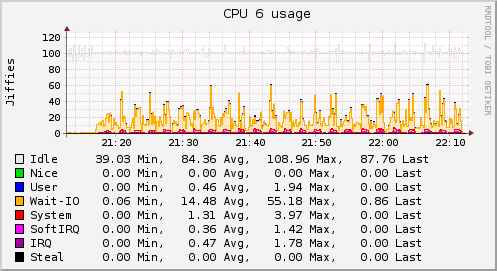 CPU 6 usage
RRDTOOL / TOBI OETIKER
Jiffies
120
100
80
60
40
20
0
21:20 21:30 21:40 21:50 22:00 22:10
Idle 39.03 Min, 84.36 Avg, 108.96 Max, 87.76 Last
Nice 0.00 Min, 0.00 Avg, 0.00 Max, 0.00 Last
User 0.00 Min, 0.46 Avg, 1.94 Max, 0.00 Last
Wait-IO 0.06 Min, 14.48 Avg, 55.18 Max, 0.86 Last
System 0.00 Min, 1.31 Avg, 3.97 Max, 0.00 Last
SoftIRQ 0.00 Min, 0.36 Avg, 1.42 Max, 0.00 Last
IRQ 0.00 Min, 0.47 Avg, 1.78 Max, 0.00 Last
Steal 0.00 Min, 0.00 Avg, 0.00 Max, 0.00 Last